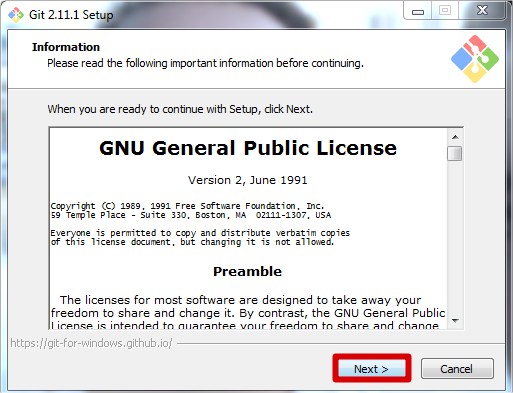 Git 2.11.1 Setup
Information
Please read the following important information before continuing.
When you are ready to continue with Setup, click Next.
GNU General Public License
Version 2, June 1991
Copyright (C) 1989, 1991 Free Software Foundation, Inc.
59 Temple Place - Suite 330, Boston, MA  02111-1307, USA
Everyone is permitted to copy and distribute verbatim copies
of this license document, but changing it is not allowed.
Preamble
The licenses for most software are designed to take away your
freedom to share and change it. By contrast, the GNU General Public
License is intended to guarantee your freedom to share and change
https://git-for-windows.github.io/
Next >
Cancel